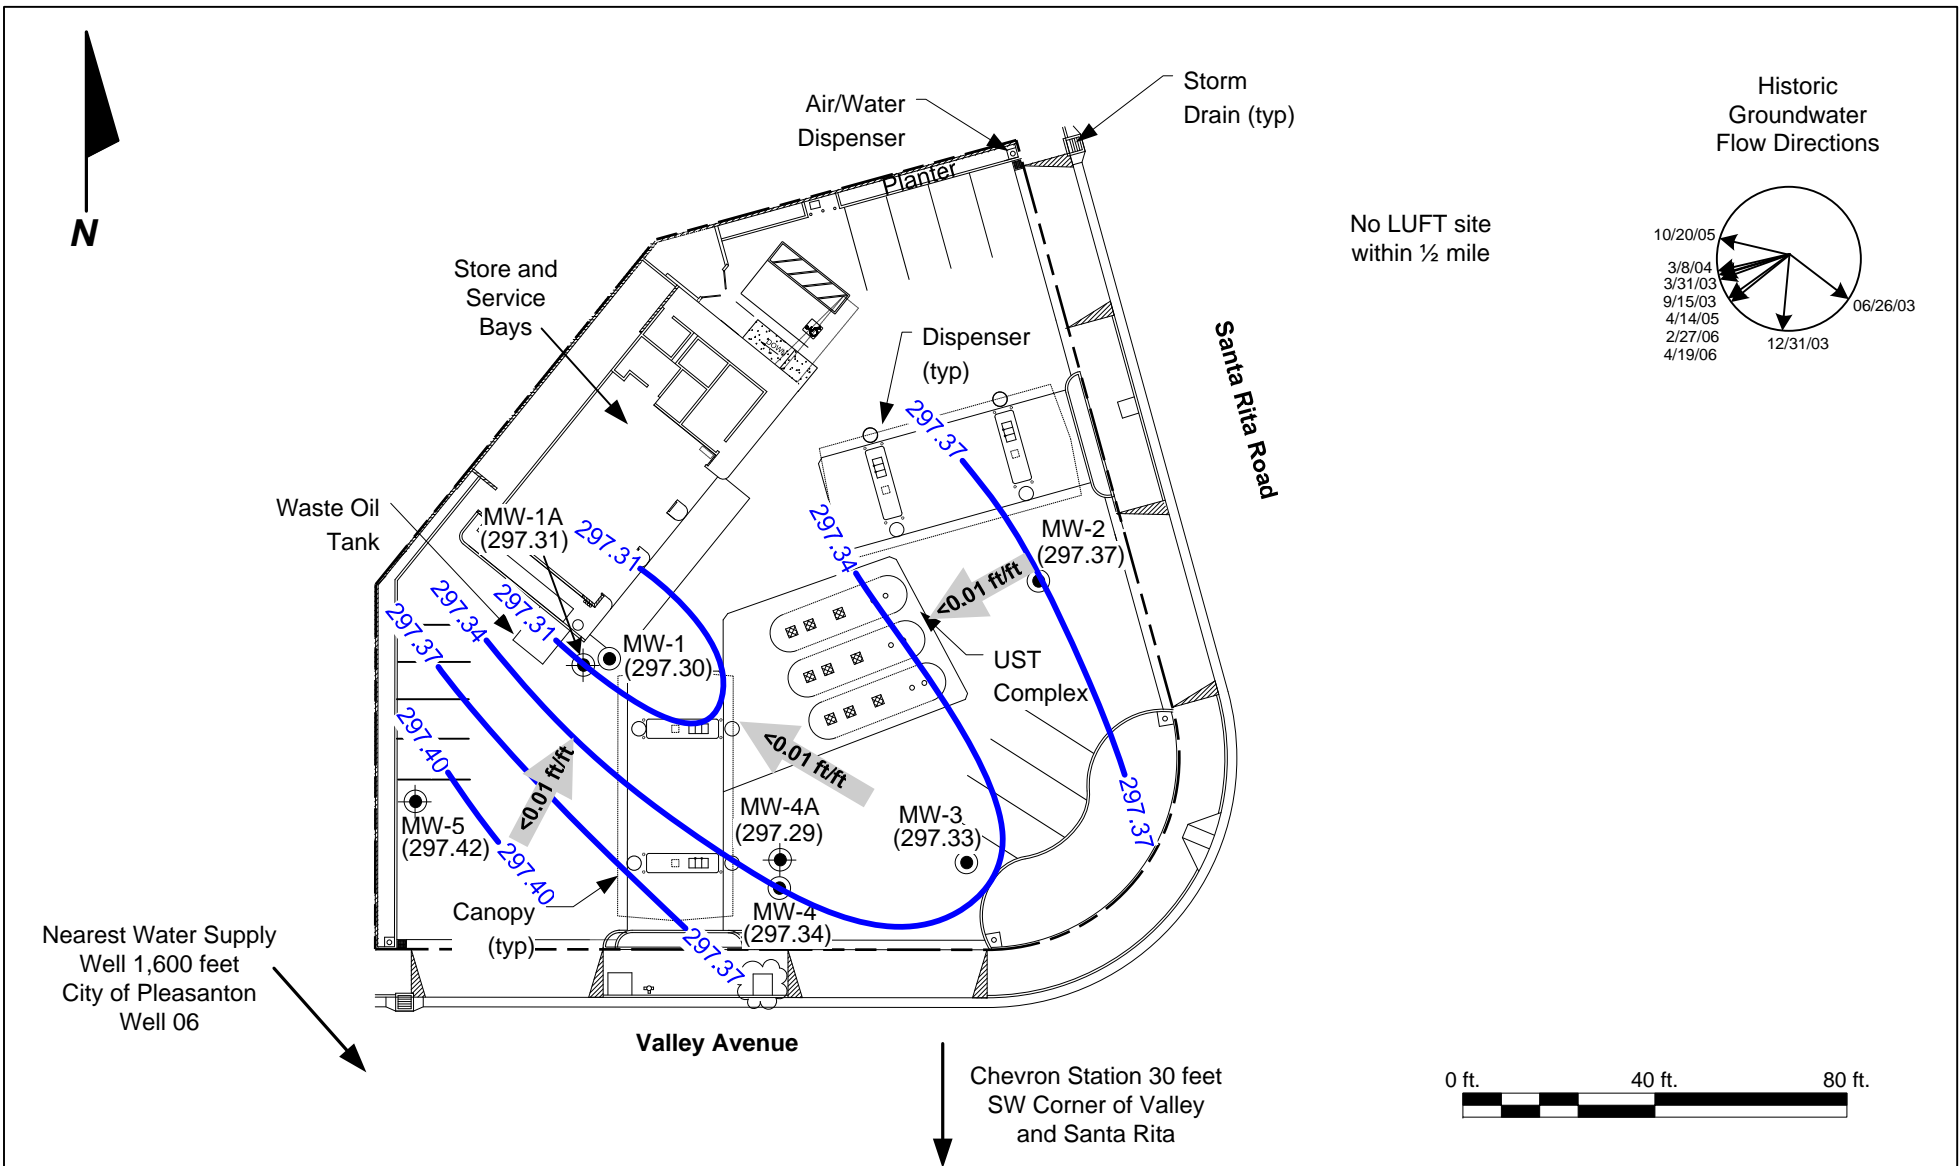 Storm
Drain (typ)
Air/Water
Dispenser
Historic
Groundwater
Flow Directions
N
Planter
No LUFT site
within ½ mile
10/20/05
3/8/04
3/31/03
9/15/03
4/14/05
2/27/06
4/19/06
12/31/03
06/26/03
Store and
Service
Bays
Dispenser
(typ)
Santa Rita Road
297.37
297.34
Waste Oil
Tank
MW-1A
(297.31)
297.31
MW-2
(297.37)
<0.01 ft/ft
297.34
297.31
297.37
MW-1
(297.30)
UST
Complex
297.40
<0.01 ft/ft
<0.01 ft/ft
297.37
MW-5
(297.42)
MW-4A
(297.29)
MW-3
(297.33)
297.40
Canopy
(typ)
MW-4
(297.34)
297.37
Nearest Water Supply
Well 1,600 feet
City of Pleasanton
Well 06
Valley Avenue
Chevron Station 30 feet
SW Corner of Valley
and Santa Rita
0 ft.
40 ft.
80 ft.